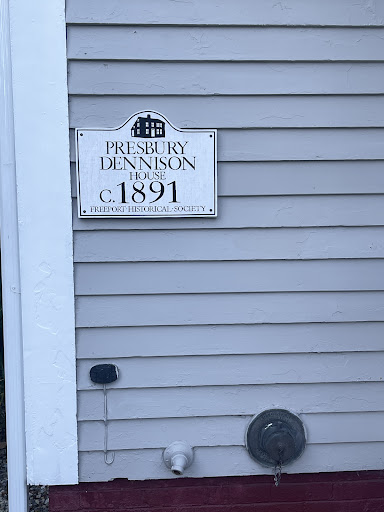 PRESBURY
DENNISON
HOUSE
C. 1891
FREEPORT·HISTORICAL·SOCIETY